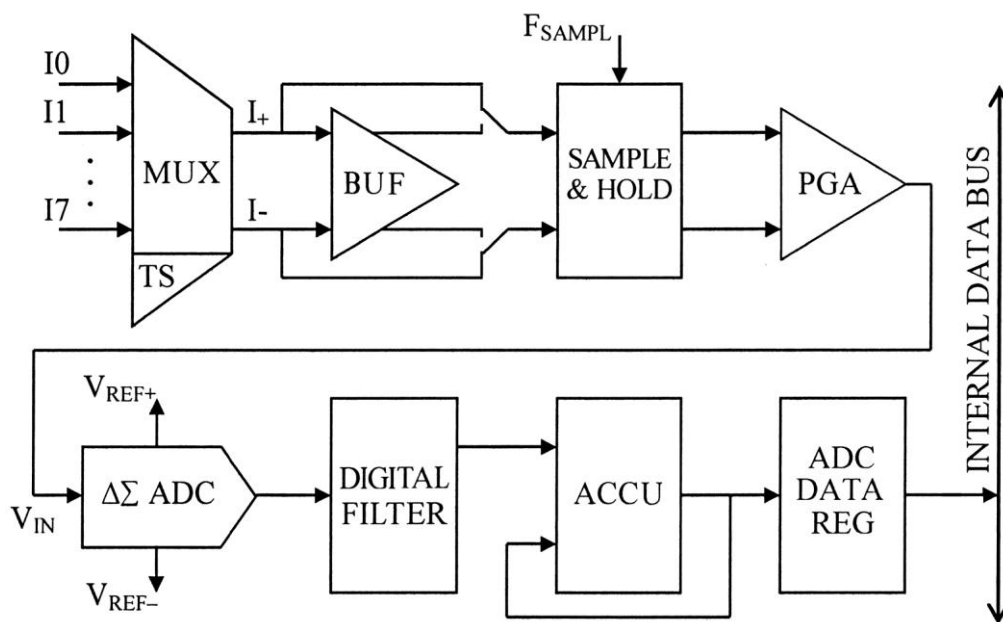 F_SAMPL
I0
I1
I7
MUX
TS
I+
I-
BUF
SAMPLE
& HOLD
PGA
INTERNAL DATA BUS
V_REF+
V_IN
ΔΣ ADC
V_REF–
DIGITAL
FILTER
ACCU
ADC
DATA
REG